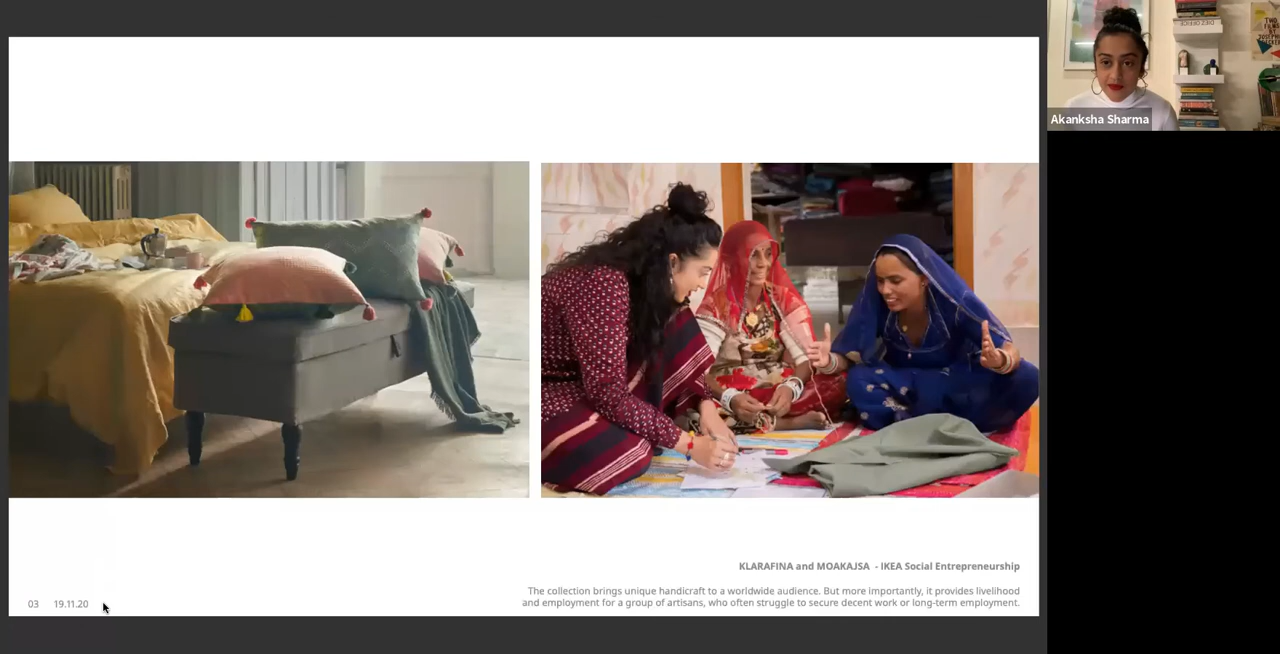 Akanksha Sharma
KLARAFINA and MOAKAJSA - IKEA Social Entrepreneurship
The collection brings unique handicraft to a worldwide audience. But more importantly, it provides livelihood
and employment for a group of artisans, who often struggle to secure decent work or long-term employment.
03 19.11.20